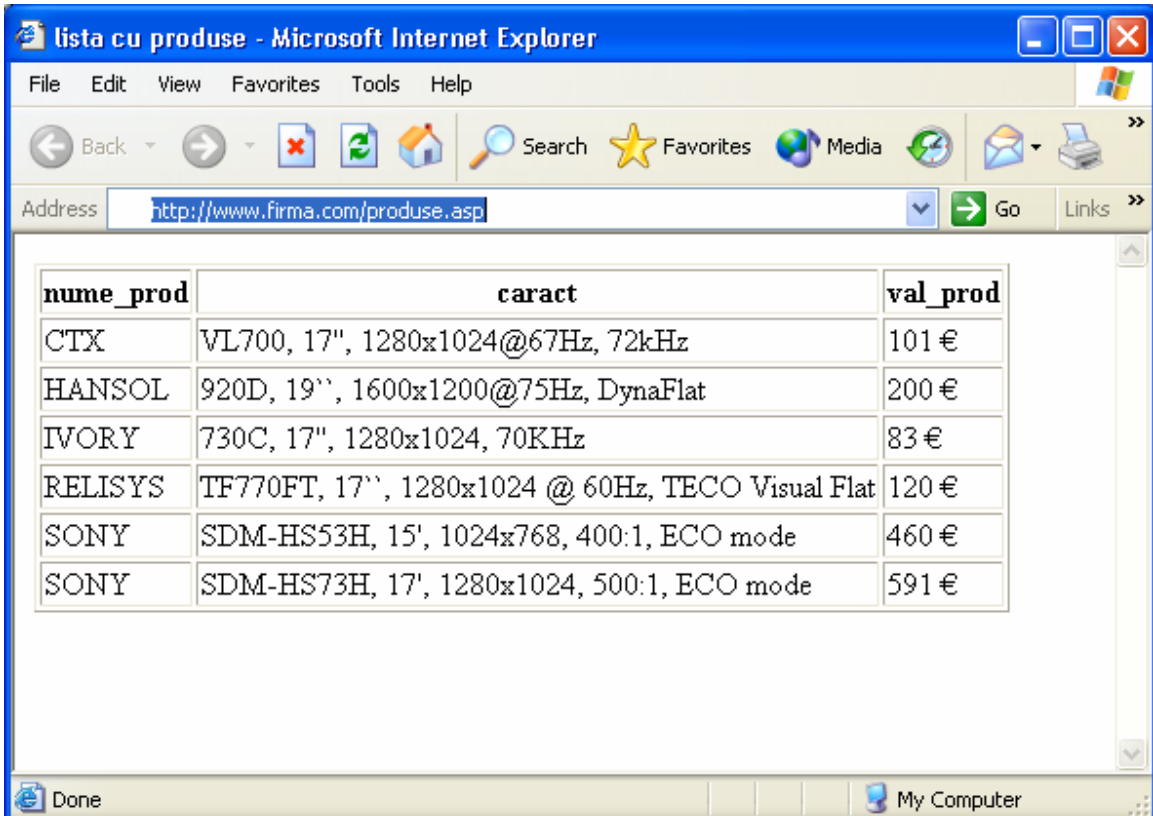 lista cu produse - Microsoft Internet Explorer
File Edit View Favorites Tools Help
Back Search Favorites Media »
Address http://www.firma.com/produse.asp Go Links »
nume_prod caract val_prod
CTX VL700, 17", 1280x1024@67Hz, 72kHz 101 €
HANSOL 920D, 19``, 1600x1200@75Hz, DynaFlat 200 €
IVORY 730C, 17", 1280x1024, 70KHz 83 €
RELISYS TF770FT, 17``, 1280x1024 @ 60Hz, TECO Visual Flat 120 €
SONY SDM-HS53H, 15', 1024x768, 400:1, ECO mode 460 €
SONY SDM-HS73H, 17', 1280x1024, 500:1, ECO mode 591 €
Done My Computer